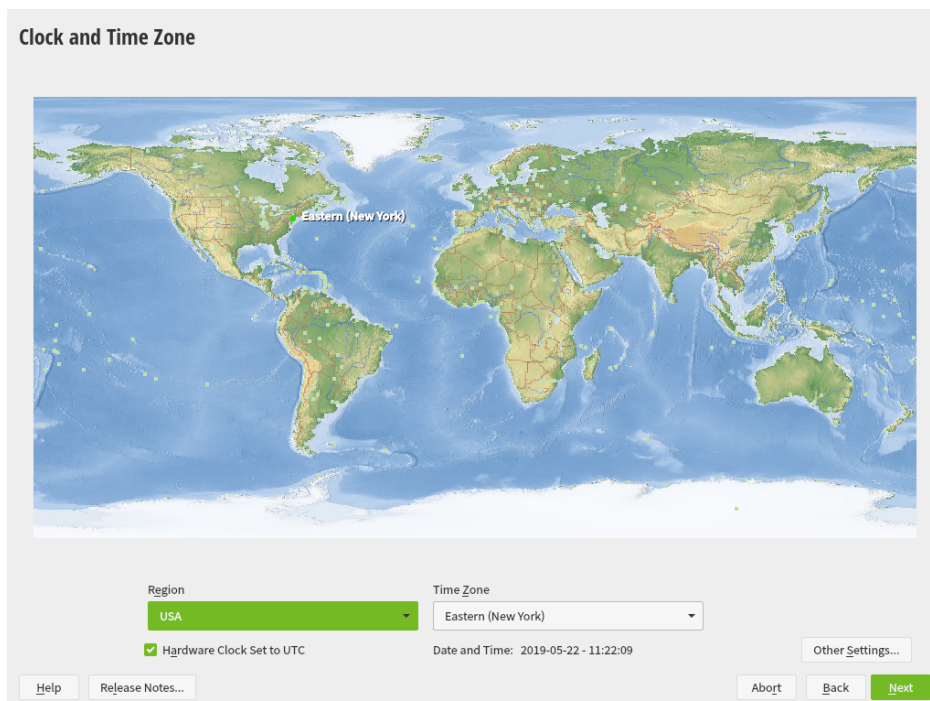 Clock and Time Zone
Eastern (New York)
Region
Time Zone
USA
Eastern (New York)
Hardware Clock Set to UTC
Date and Time: 2019-05-22 - 11:22:09
Other Settings...
Help
Release Notes...
Abort
Back
Next